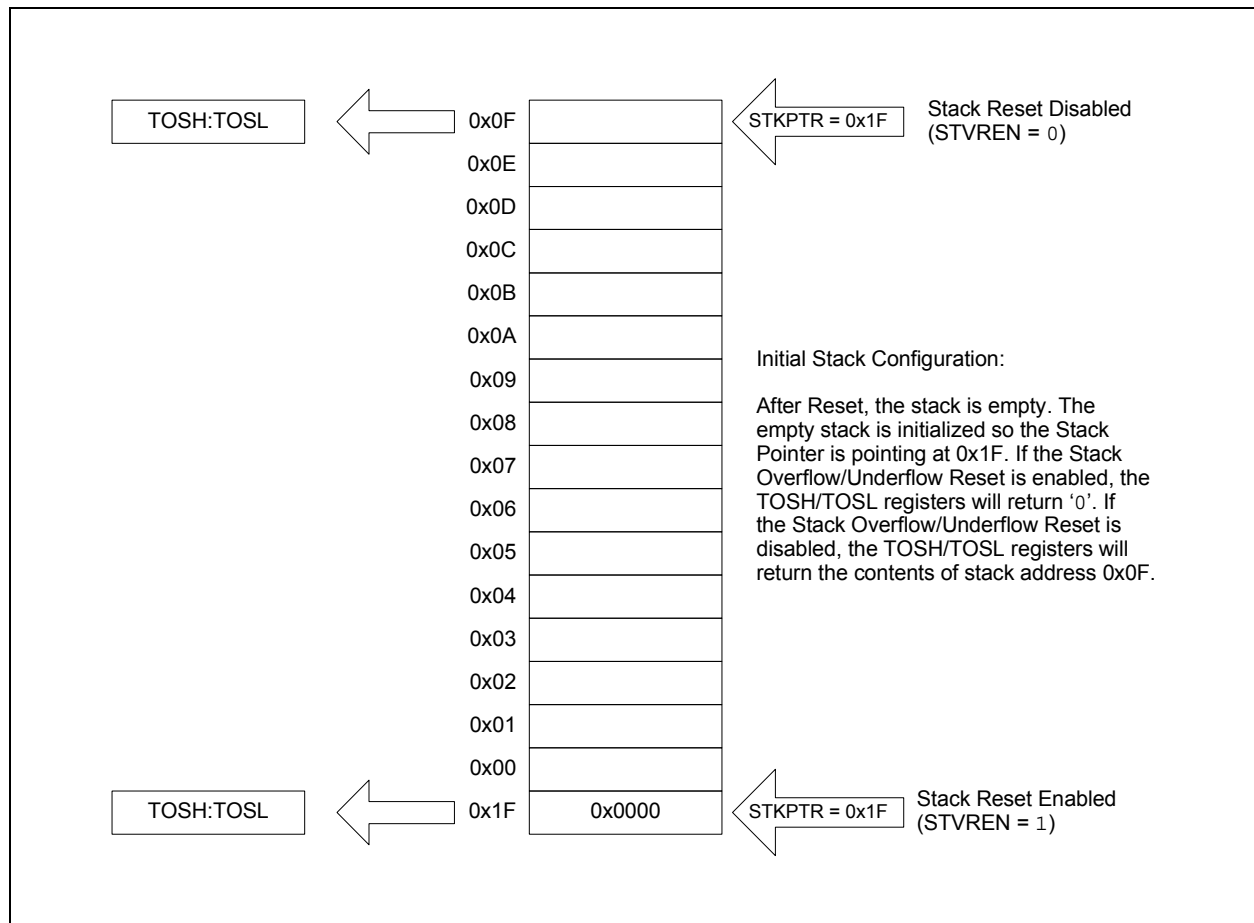 TOSH:TOSL
0x0F
STKPTR = 0x1F
Stack Reset Disabled
(STVREN = 0)
0x0E
0x0D
0x0C
0x0B
0x0A
0x09
0x08
0x07
0x06
0x05
0x04
0x03
0x02
0x01
0x00
Initial Stack Configuration:
After Reset, the stack is empty. The
empty stack is initialized so the Stack
Pointer is pointing at 0x1F. If the Stack
Overflow/Underflow Reset is enabled, the
TOSH/TOSL registers will return ‘0’. If
the Stack Overflow/Underflow Reset is
disabled, the TOSH/TOSL registers will
return the contents of stack address 0x0F.
TOSH:TOSL
0x1F
0x0000
STKPTR = 0x1F
Stack Reset Enabled
(STVREN = 1)